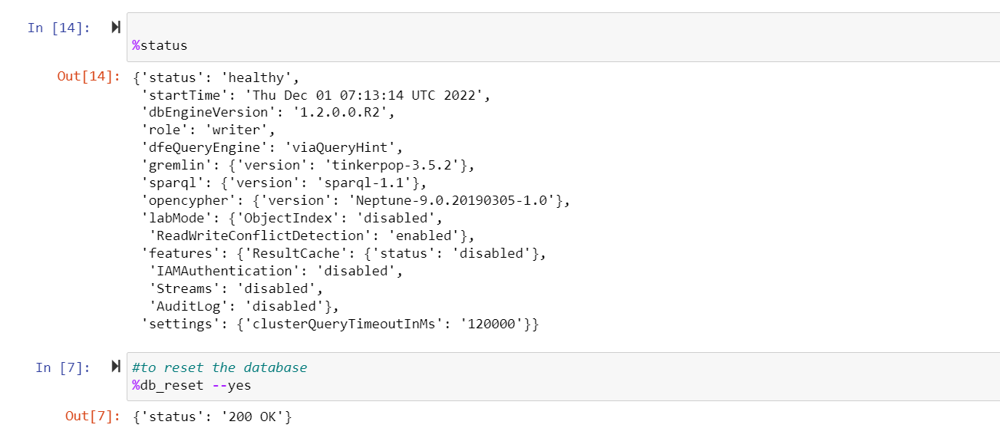 In [14]:
%status
Out[14]: {'status': 'healthy',
'startTime': 'Thu Dec 01 07:13:14 UTC 2022',
'dbEngineVersion': '1.2.0.0.R2',
'role': 'writer',
'dfeQueryEngine': 'viaQueryHint',
'gremlin': {'version': 'tinkerpop-3.5.2'},
'sparql': {'version': 'sparql-1.1'},
'opencypher': {'version': 'Neptune-9.0.20190305-1.0'},
'labMode': {'ObjectIndex': 'disabled',
'ReadWriteConflictDetection': 'enabled'},
'features': {'ResultCache': {'status': 'disabled'},
'IAMAuthentication': 'disabled',
'Streams': 'disabled',
'AuditLog': 'disabled'},
'settings': {'clusterQueryTimeoutInMs': '120000'}}
In [7]: #to reset the database
%db_reset --yes
Out[7]: {'status': '200 OK'}